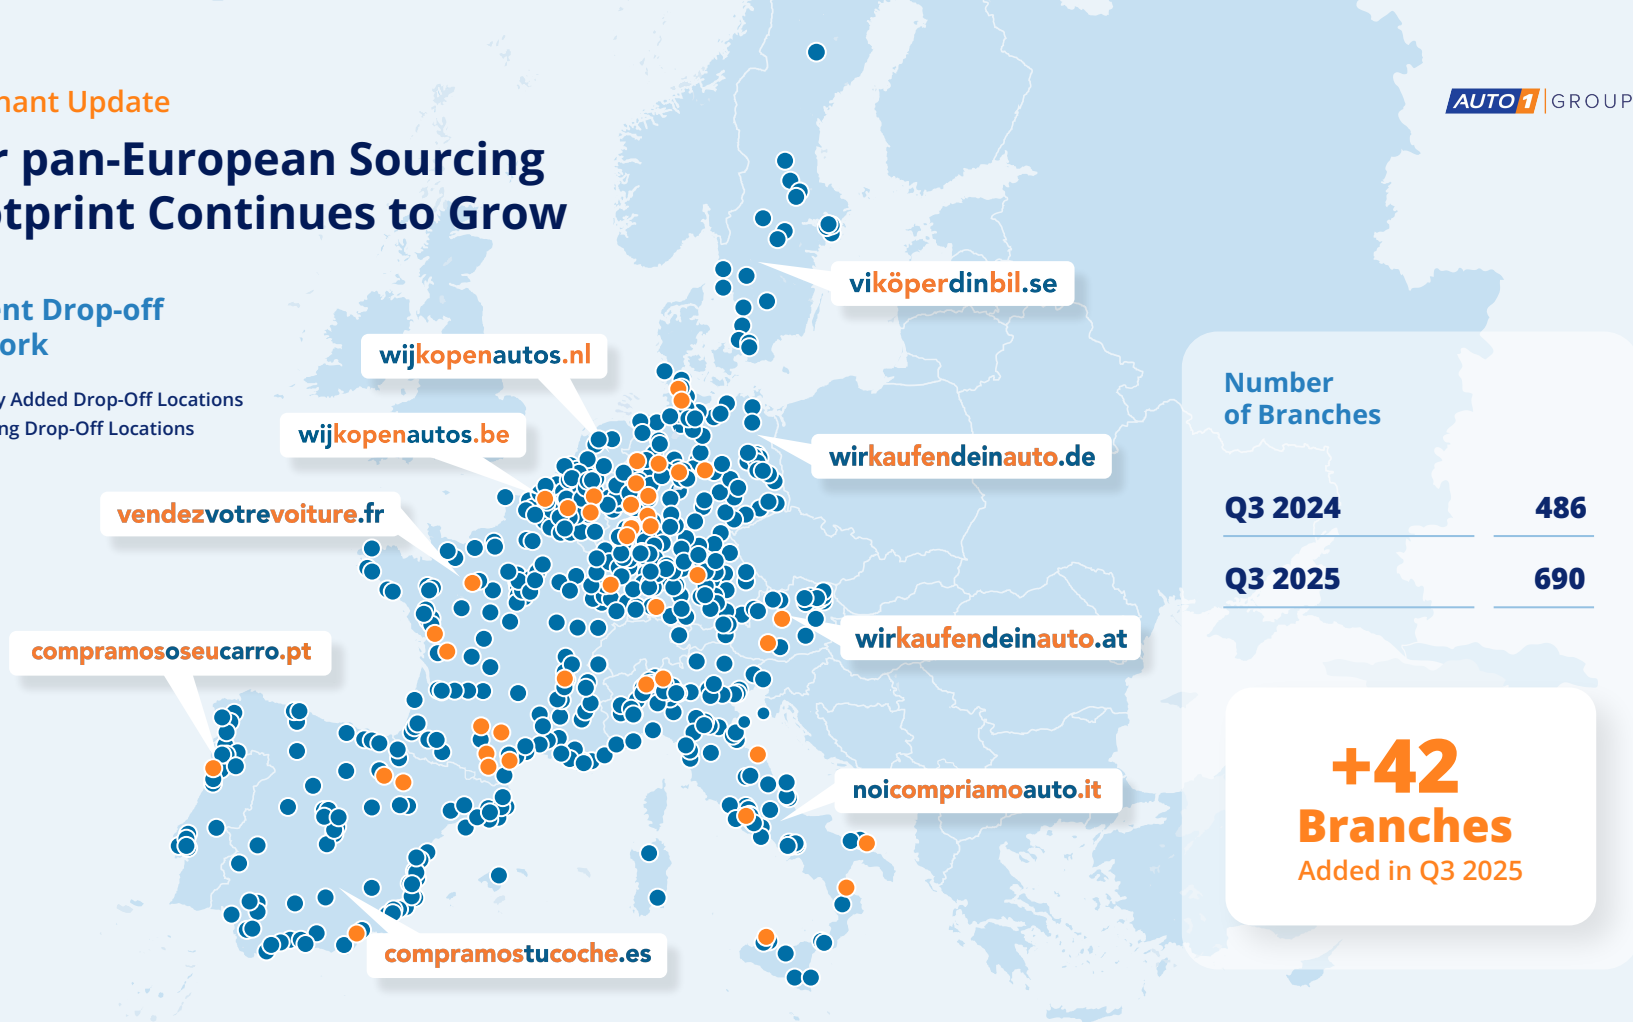 nant Update
AUTO1 GROUP
r pan-European Sourcing
otprint Continues to Grow
ent Drop-off
ork
y Added Drop-Off Locations
ng Drop-Off Locations
viköperdinbil.se
wijkopenautos.nl
wijkopenautos.be
wirkaufendeinauto.de
vendezvotrevoiture.fr
wirkaufendeinauto.at
compramososeucarro.pt
noicompriamoauto.it
compramostucoche.es
Number
of Branches
Q3 2024 486
Q3 2025 690
+42
Branches
Added in Q3 2025